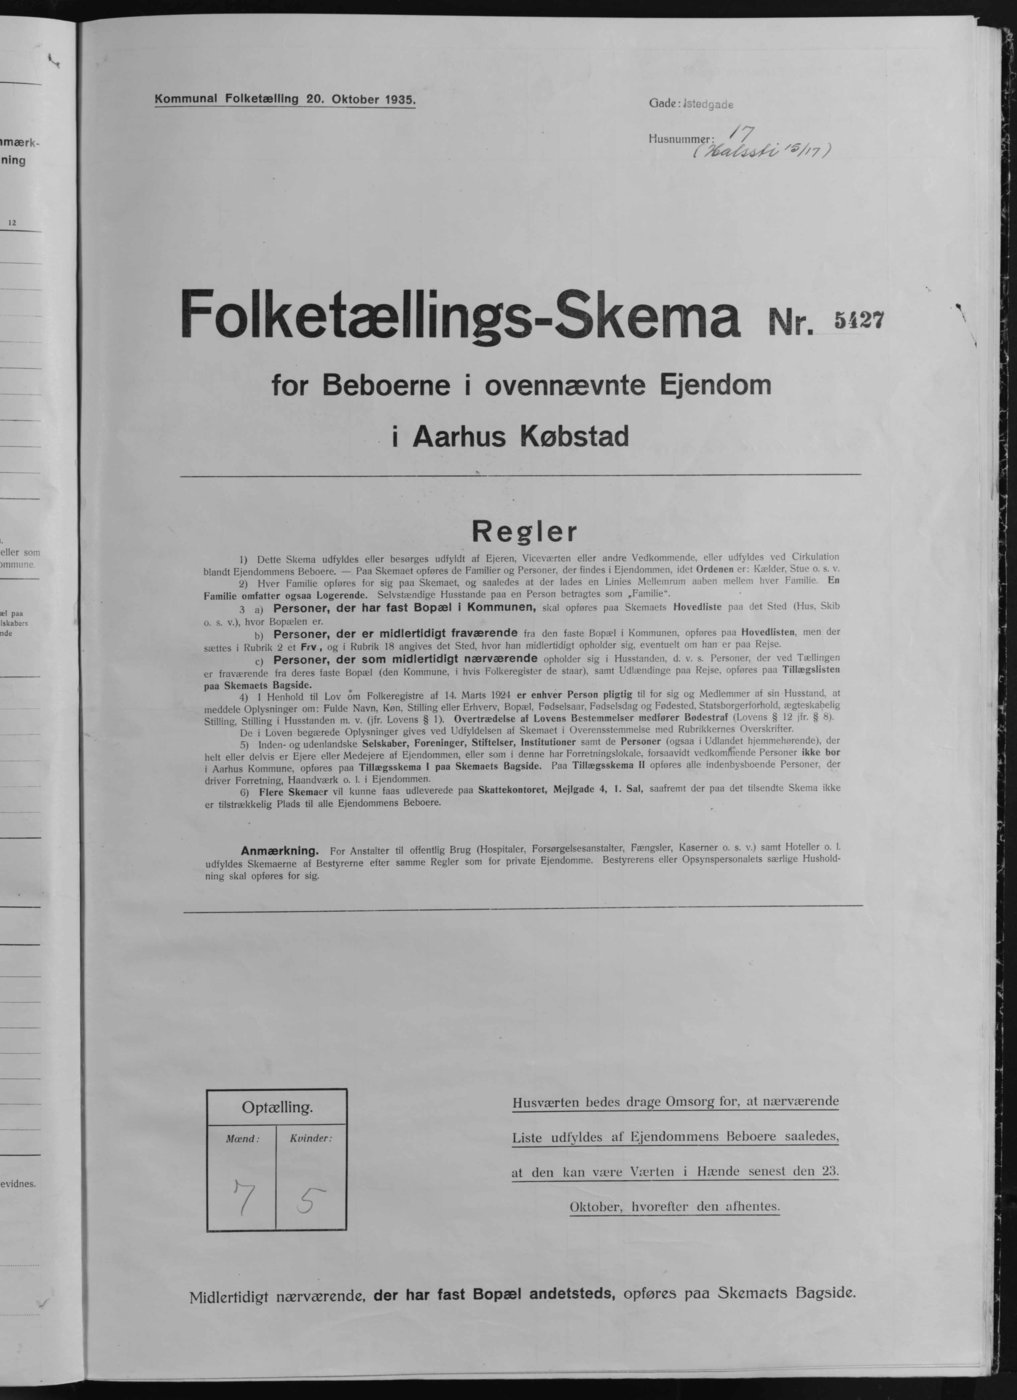 mærk-
ning
12
eller som
ommune.
æl paa
lskabers
nde
evidnes.
Kommunal Folketælling 20. Oktober 1935.
Gade: Istedgade
Husnummer: 17
(Halssti 15/17)
Folketællings-Skema Nr. 5427
for Beboerne i ovennævnte Ejendom
i Aarhus Købstad
Regler
1) Dette Skema udfyldes eller besørges udfyldt af Ejeren, Viceværten eller andre Vedkommende, eller udfyldes ved Cirkulation
blandt Ejendommens Beboere. — Paa Skemaet opføres de Familier og Personer, der findes i Ejendommen, idet Ordenen er: Kælder, Stue o. s. v.
2) Hver Familie opføres for sig paa Skemaet, og saaledes at der lades en Linies Mellemrum aaben mellem hver Familie. En
Familie omfatter ogsaa Logerende. Selvstændige Husstande paa en Person betragtes som „Familie“.
3 a) Personer, der har fast Bopæl i Kommunen, skal opføres paa Skemaets Hovedliste paa det Sted (Hus, Skib
o. s. v.), hvor Bopælen er.
b) Personer, der er midlertidigt fraværende fra den faste Bopæl i Kommunen, opføres paa Hovedlisten, men der
sættes i Rubrik 2 et Frv., og i Rubrik 18 angives det Sted, hvor han midlertidigt opholder sig, eventuelt om han er paa Rejse.
c) Personer, der som midlertidigt nærværende opholder sig i Husstanden, d. v. s. Personer, der ved Tællingen
er fraværende fra deres faste Bopæl (den Kommune, i hvis Folkeregister de staar), samt Udlændinge paa Rejse, opføres paa Tillægslisten
paa Skemaets Bagside.
4) I Henhold til Lov om Folkeregistre af 14. Marts 1924 er enhver Person pligtig til for sig og Medlemmer af sin Husstand, at
meddele Oplysninger om: Fulde Navn, Køn, Stilling eller Erhverv, Bopæl, Fødselsaar, Fødselsdag og Fødested, Statsborgerforhold, ægteskabelig
Stilling, Stilling i Husstanden m. v. (jfr. Lovens § 1). Overtrædelse af Lovens Bestemmelser medfører Bødestraf (Lovens § 12 jfr. § 8).
De i Loven begærede Oplysninger gives ved Udfyldelsen af Skemaet i Overensstemmelse med Rubrikkernes Overskrifter.
5) Inden- og udenlandske Selskaber, Foreninger, Stiftelser, Institutioner samt de Personer (ogsaa i Udlandet hjemmehørende), der
helt eller delvis er Ejere eller Medejere af Ejendommen, eller som i denne har Forretningslokale, forsaavidt vedkommende Personer ikke bor
i Aarhus Kommune, opføres paa Tillægsskema I paa Skemaets Bagside. Paa Tillægsskema II opføres alle indenbyshoende Personer, der
driver Forretning, Haandværk o. l. i Ejendommen.
6) Flere Skemaer vil kunne faas udleverede paa Skattekontoret, Mejlgade 4, 1. Sal, saafremt der paa det tilsendte Skema ikke
er tilstrækkelig Plads til alle Ejendommens Beboere.
Anmærkning. For Anstalter til offentlig Brug (Hospitaler, Forsørgelsesanstalter, Fængsler, Kaserner o. s. v.) samt Hoteller o. l.
udfyldes Skemaerne af Bestyrerne efter samme Regler som for private Ejendomme. Bestyrerens eller Opsynspersonalets særlige Hushold-
ning skal opføres for sig.
Optælling.
Mænd: Kvinder:
7 5
Husværten bedes drage Omsorg for, at nærværende
Liste udfyldes af Ejendommens Beboere saaledes,
at den kan være Værten i Hænde senest den 23.
Oktober, hvorefter den afhentes.
Midlertidigt nærværende, der har fast Bopæl andetsteds, opføres paa Skemaets Bagside.